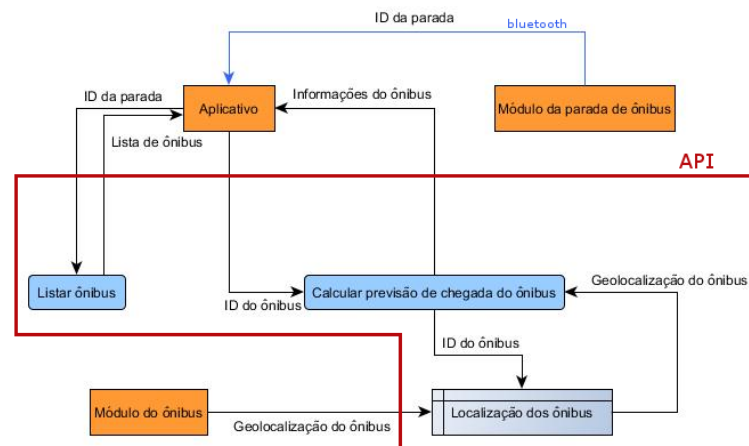 ID da parada
bluetooth
ID da parada
Aplicativo
Informações do ônibus
Módulo da parada de ônibus
Lista de ônibus
API
Listar ônibus
ID do ônibus
Calcular previsão de chegada do ônibus
Geolocalização do ônibus
ID do ônibus
Módulo do ônibus
Geolocalização do ônibus
Localização dos ônibus